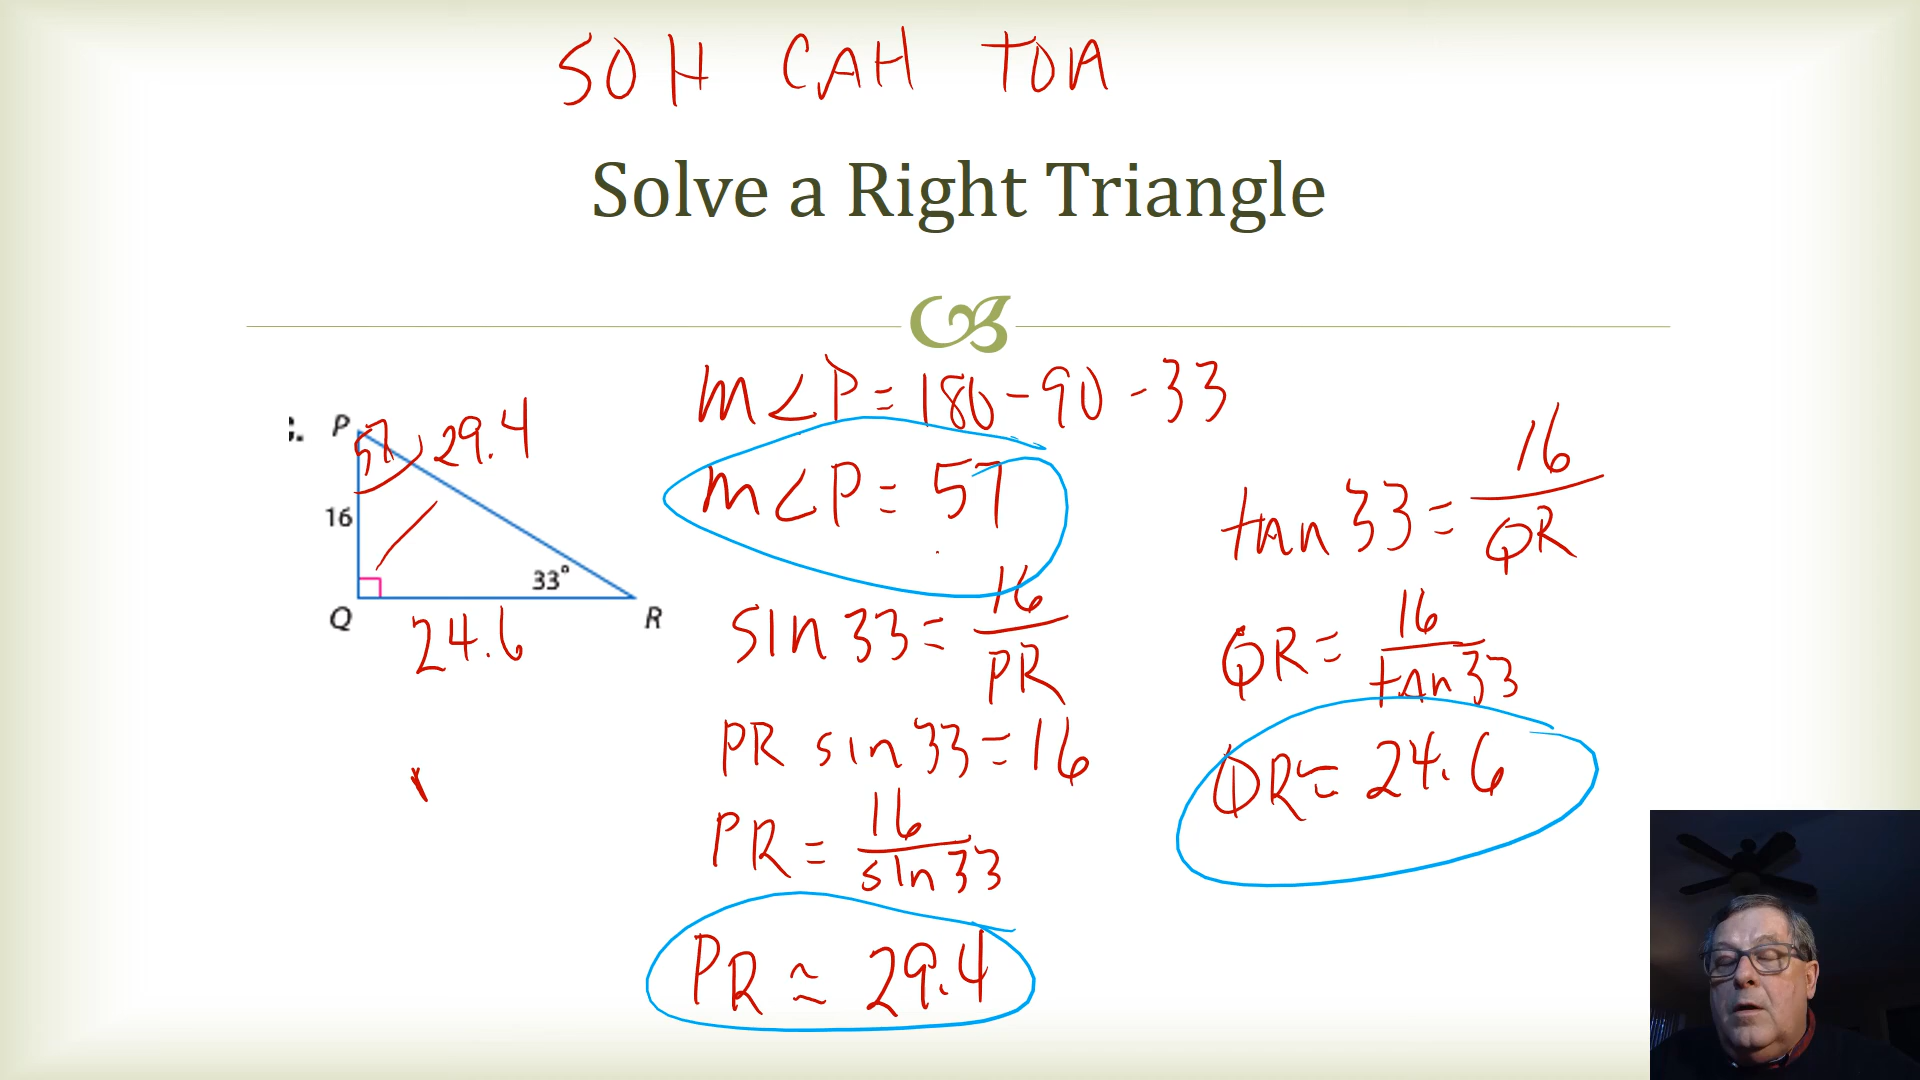 SOH CAH TOA
Solve a Right Triangle
P
57
29.4
16
33°
Q
R
24.6
m∠P = 180 - 90 - 33
m∠P = 57
sin 33 = 16/PR
PR sin 33 = 16
PR = 16/sin 33
PR ≈ 29.4
tan 33 = 16/QR
QR = 16/tan 33
QR ≈ 24.6